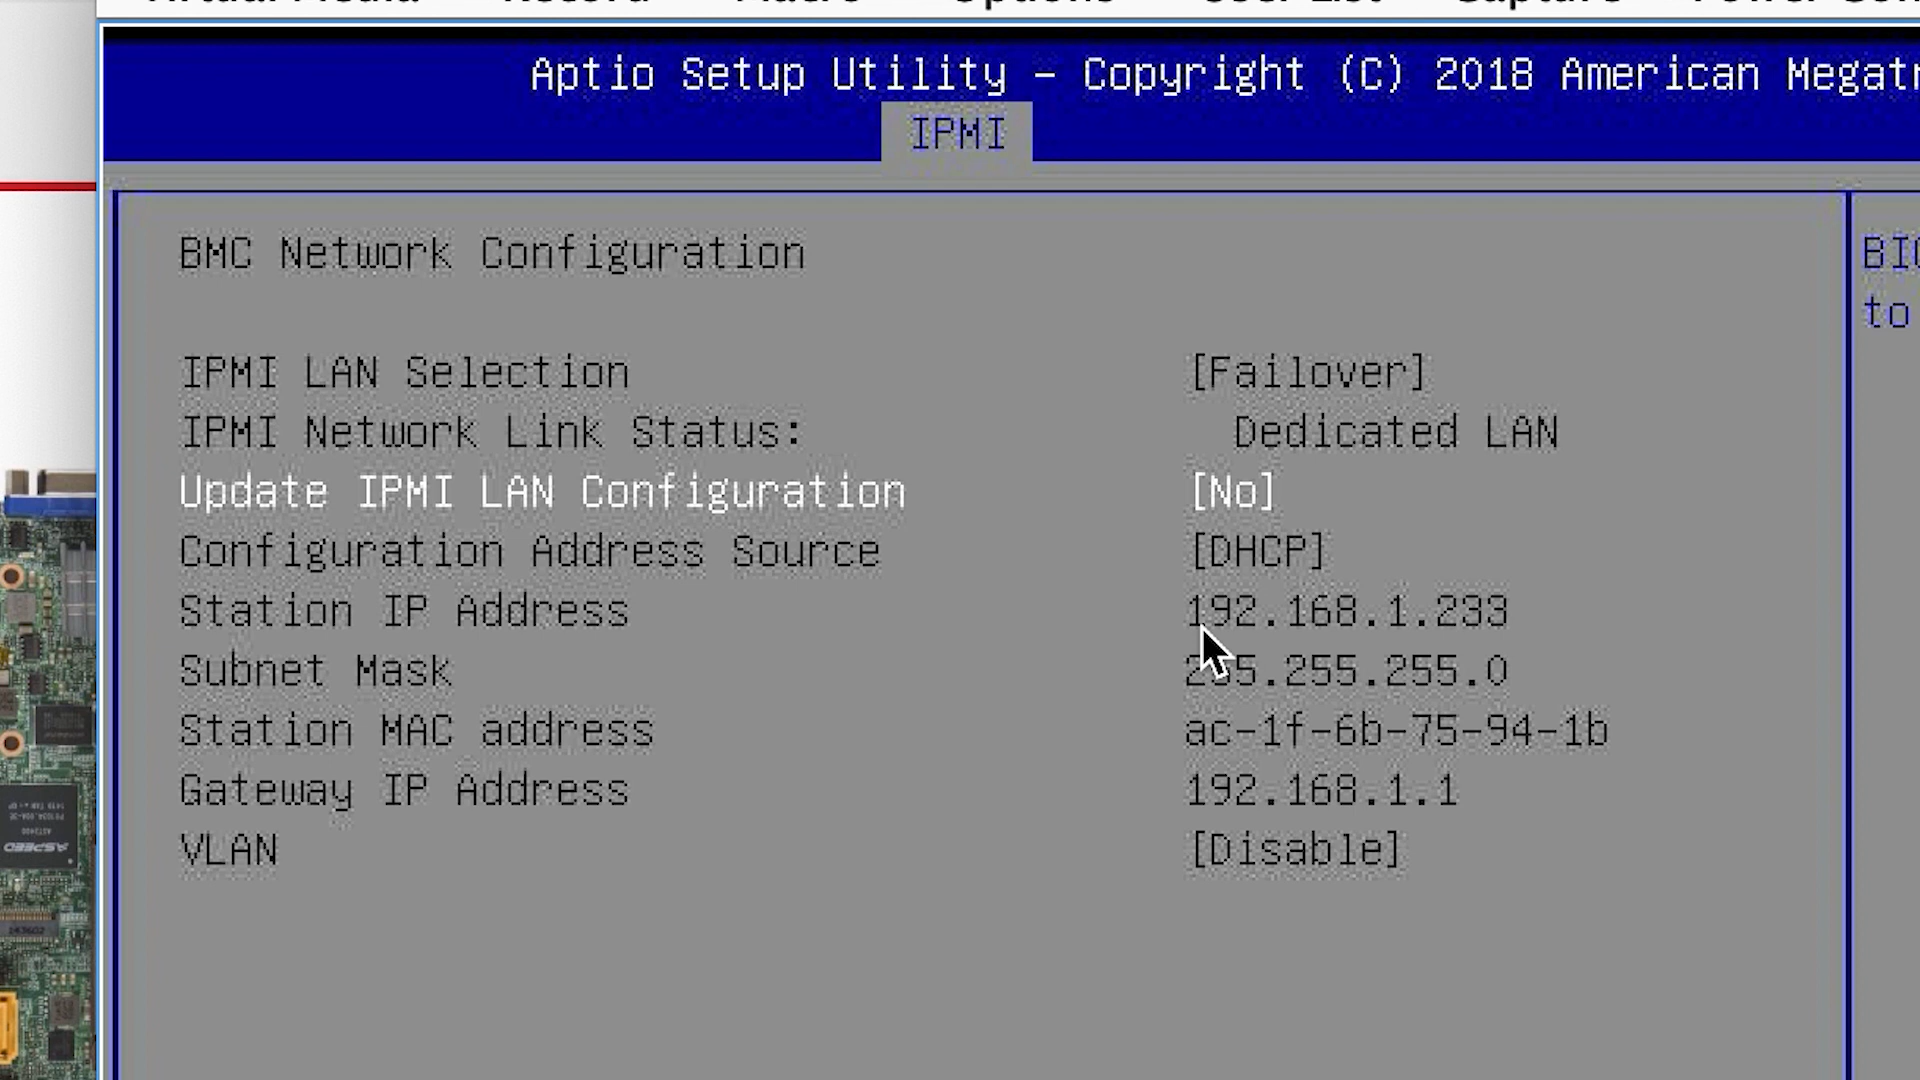 Aptio Setup Utility - Copyright (C) 2018 American
IPMI
BMC Network Configuration
IPMI LAN Selection [Failover]
IPMI Network Link Status: Dedicated LAN
Update IPMI LAN Configuration [No]
Configuration Address Source [DHCP]
Station IP Address 192.168.1.233
Subnet Mask 255.255.255.0
Station MAC address ac-1f-6b-75-94-1b
Gateway IP Address 192.168.1.1
VLAN [Disable]
to
ASPEED